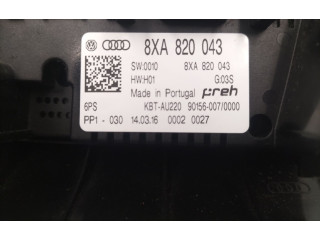 8XA 820 043
SW:0010 8XA 820 043
HW:H01 G.03S
Made in Portugal preh
6PS KBT-AU220 90156-007/0000
PP1 - 030 14.03.16 0002 0027